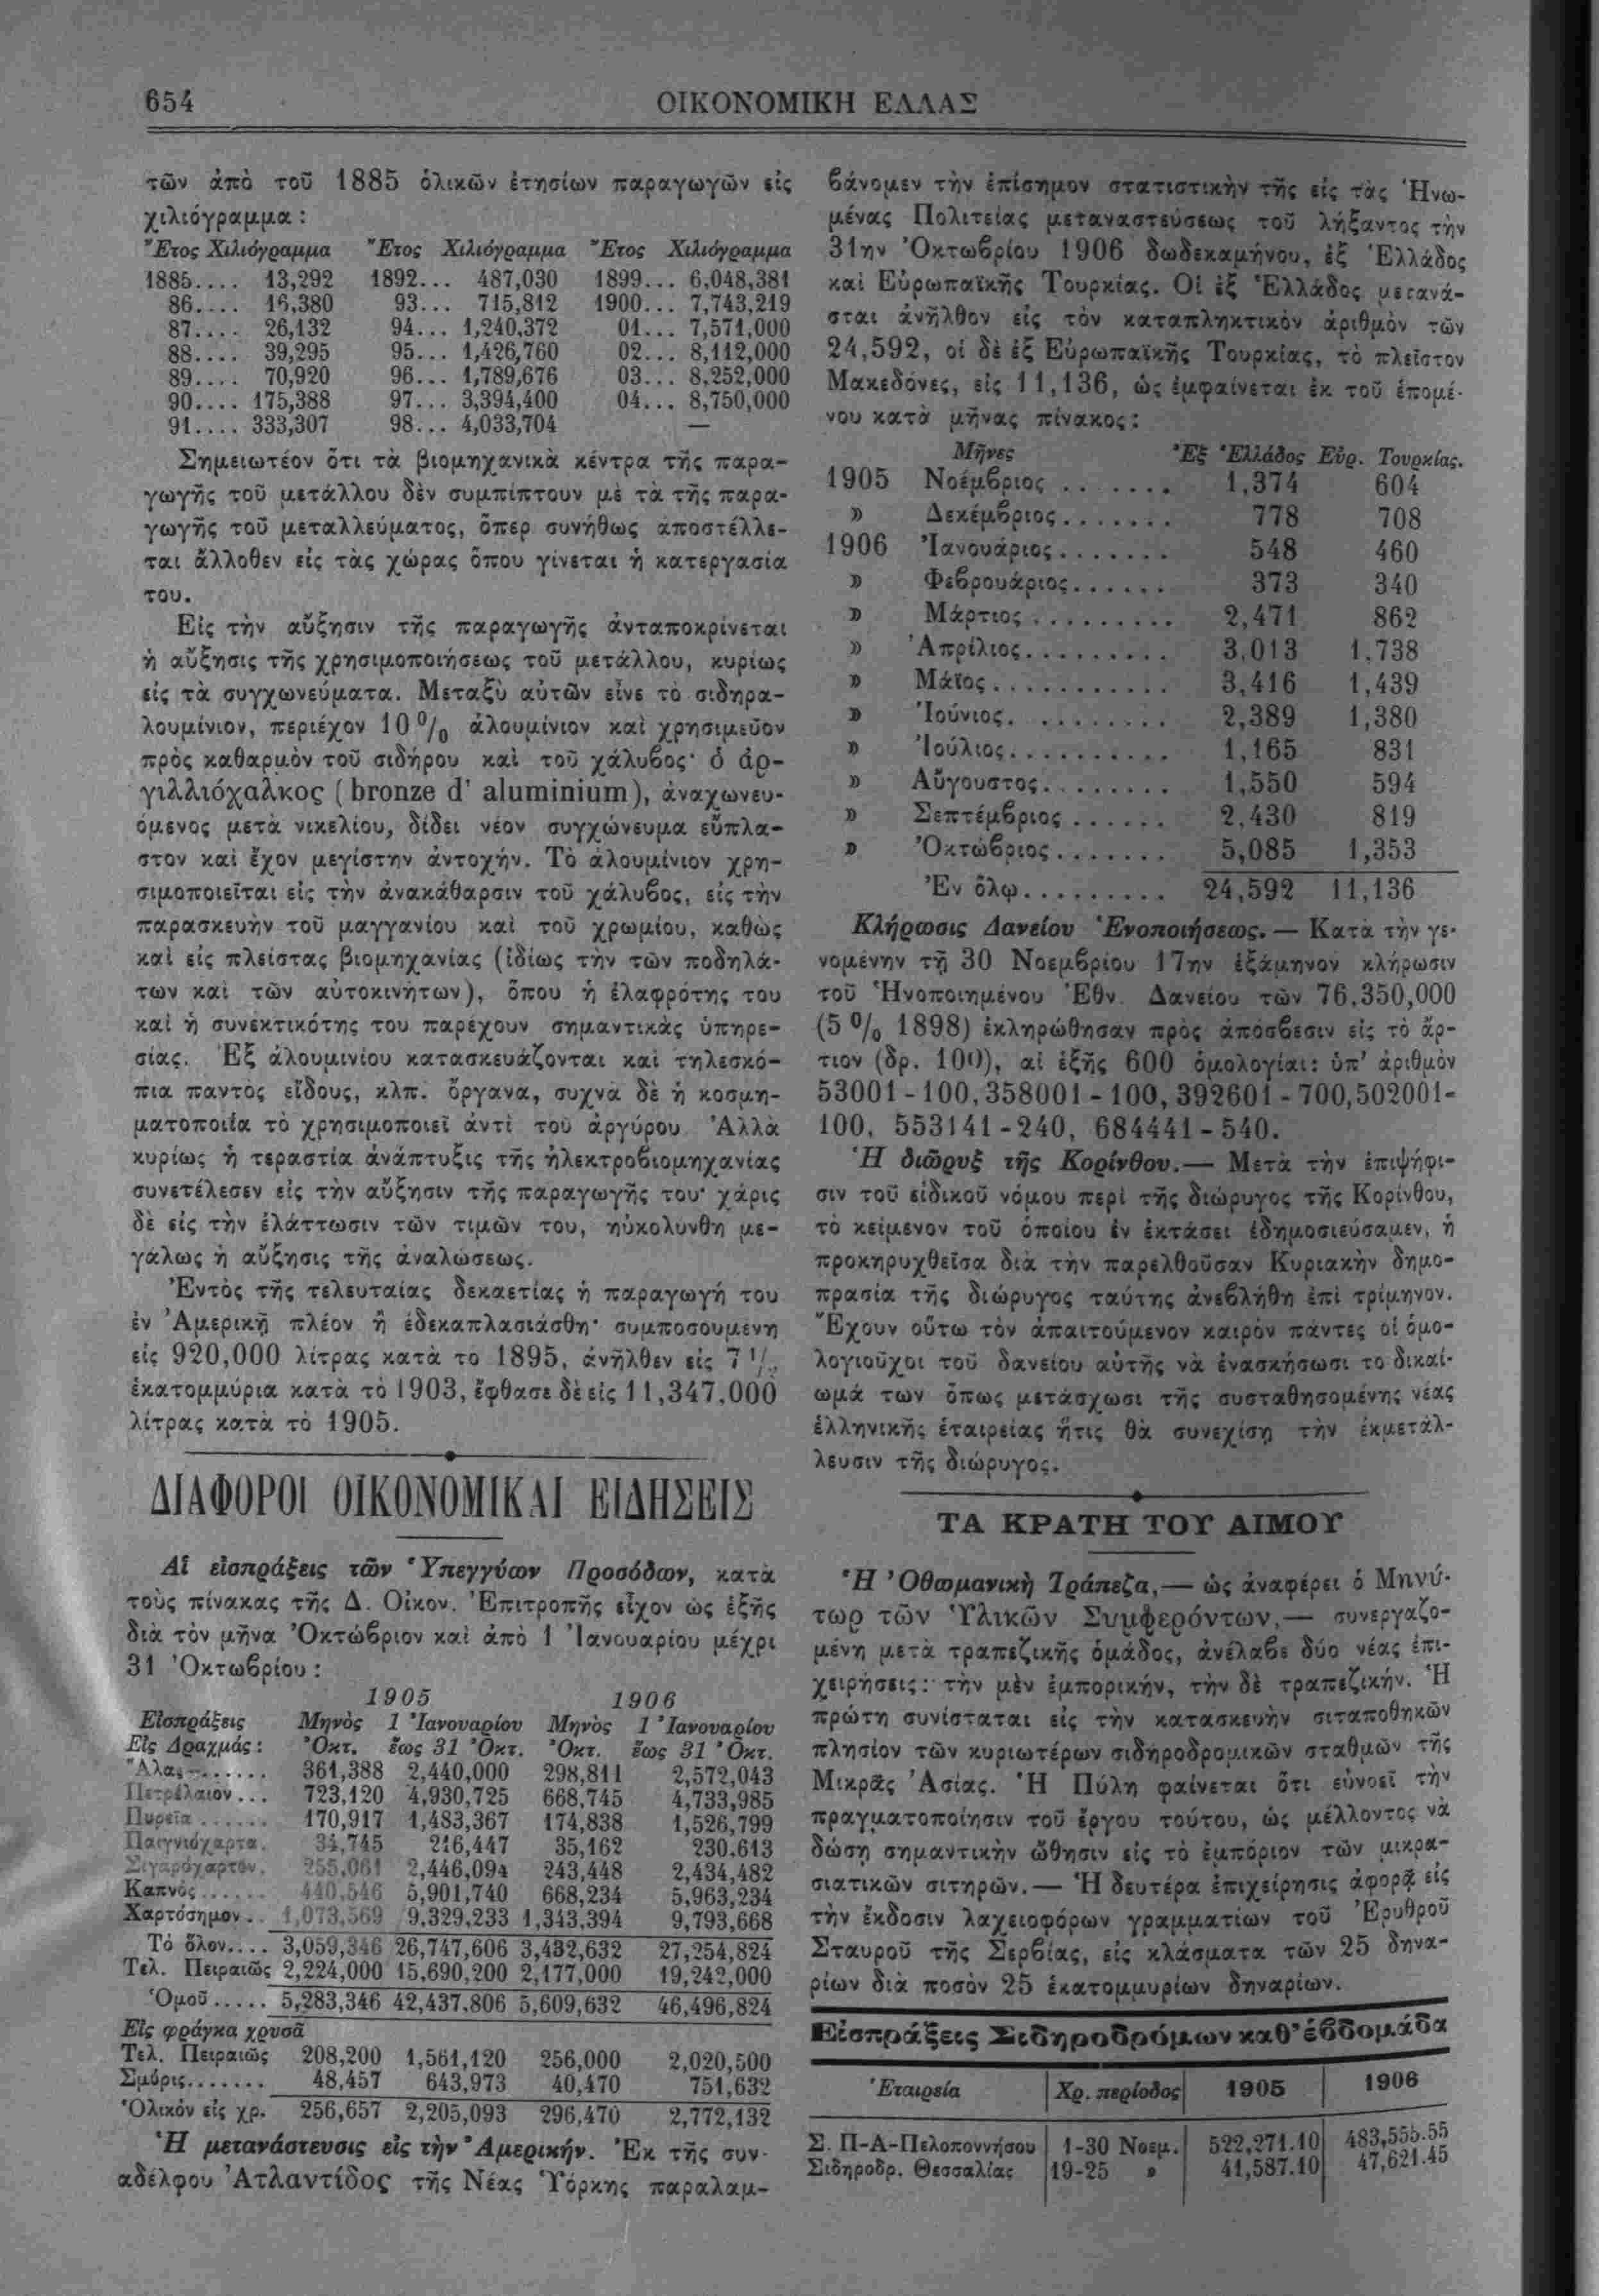 654
ΟΙΚΟΝΟΜΙΚΗ ΕΛΛΑΣ
τῶν ἀπὸ τοῦ 1885 ὁλικῶν ἐτησίων παραγωγῶν εἰς
χιλιόγραμμα :
Ἔτος Χιλιόγραμμα Ἔτος Χιλιόγραμμα Ἔτος Χιλιόγραμμα
1885.... 13,292 1892... 487,030 1899... 6,048,381
86.... 16,380 93... 715,812 1900... 7,743,219
87.... 26,132 94... 1,240,372 01... 7,571,000
88.... 39,295 95... 1,426,760 02... 8,112,000
89.... 70,920 96... 1,789,676 03... 8,252,000
90.... 175,388 97... 3,394,400 04... 8,750,000
91.... 333,307 98... 4,033,704 —
Σημειωτέον ὅτι τὰ βιομηχανικὰ κέντρα τῆς παρα-
γωγῆς τοῦ μετάλλου δὲν συμπίπτουν μὲ τὰ τῆς παρα-
γωγῆς τοῦ μεταλλεύματος, ὅπερ συνήθως ἀποστέλλε-
ται ἄλλοθεν εἰς τὰς χώρας ὅπου γίνεται ἡ κατεργασία
του.
Εἰς τὴν αὔξησιν τῆς παραγωγῆς ἀνταποκρίνεται
ἡ αὔξησις τῆς χρησιμοποιήσεως τοῦ μετάλλου, κυρίως
εἰς τὰ συγχωνεύματα. Μεταξὺ αὐτῶν εἶνε τὸ σιδηρα-
λουμίνιον, περιέχον 10 % ἀλουμίνιον καὶ χρησιμεῦον
πρὸς καθαρμὸν τοῦ σιδήρου καὶ τοῦ χάλυβος· ὁ ἀρ-
γιλλιόχαλκος (bronze d' aluminium), ἀναχωνευ-
όμενος μετὰ νικελίου, δίδει νέον συγχώνευμα εὔπλα-
στον καὶ ἔχον μεγίστην ἀντοχήν. Τὸ ἀλουμίνιον χρη-
σιμοποιεῖται εἰς τὴν ἀνακάθαρσιν τοῦ χάλυβος, εἰς τὴν
παρασκευὴν τοῦ μαγγανίου καὶ τοῦ χρωμίου, καθὼς
καὶ εἰς πλείστας βιομηχανίας (ἰδίως τὴν τῶν ποδηλά-
των καὶ τῶν αὐτοκινήτων), ὅπου ἡ ἐλαφρότης του
καὶ ἡ συνεκτικότης του παρέχουν σημαντικὰς ὑπηρε-
σίας. Ἐξ ἀλουμινίου κατασκευάζονται καὶ τηλεσκό-
πια παντὸς εἴδους, κλπ. ὄργανα, συχνὰ δὲ ἡ κοσμη-
ματοποιΐα τὸ χρησιμοποιεῖ ἀντὶ τοῦ ἀργύρου. Ἀλλὰ
κυρίως ἡ τεραστία ἀνάπτυξις τῆς ἠλεκτροβιομηχανίας
συνετέλεσεν εἰς τὴν αὔξησιν τῆς παραγωγῆς του· χάρις
δὲ εἰς τὴν ἐλάττωσιν τῶν τιμῶν του, ηὐκολύνθη με-
γάλως ἡ αὔξησις τῆς ἀναλώσεως.
Ἐντὸς τῆς τελευταίας δεκαετίας ἡ παραγωγή του
ἐν Ἀμερικῇ πλέον ἢ ἐδεκαπλασιάσθη· συμποσουμένη
εἰς 920,000 λίτρας κατὰ τὸ 1895, ἀνῆλθεν εἰς 7 ½
ἑκατομμύρια κατὰ τὸ 1903, ἔφθασε δὲ εἰς 11,347,000
λίτρας κατὰ τὸ 1905.
ΔΙΑΦΟΡΟΙ ΟΙΚΟΝΟΜΙΚΑΙ ΕΙΔΗΣΕΙΣ
Αἱ εἰσπράξεις τῶν Ὑπεγγύων Προσόδων, κατὰ
τοὺς πίνακας τῆς Δ. Οἰκον. Ἐπιτροπῆς εἶχον ὡς ἑξῆς
διὰ τὸν μῆνα Ὀκτώβριον καὶ ἀπὸ 1 Ἰανουαρίου μέχρι
31 Ὀκτωβρίου :
1905 1906
Εἰσπράξεις Μηνὸς 1 Ἰανουαρίου Μηνὸς 1 Ἰανουαρίου
Εἰς Δραχμάς : Ὀκτ. ἕως 31 Ὀκτ. Ὀκτ. ἕως 31 Ὀκτ.
Ἅλας....... 361,388 2,440,000 298,811 2,572,043
Πετρέλαιον... 723,120 4,930,725 668,745 4,733,985
Πυρεῖα ...... 170,917 1,483,367 174,838 1,526,799
Παιγνιόχαρτα. 34,745 216,447 35,162 230.613
Σιγαρόχαρτον. 255,061 2,446,094 243,448 2,434,482
Καπνὸς ...... 440,546 5,901,740 668,234 5,963,234
Χαρτόσημον.. 1,073,569 9,329,233 1,343,394 9,793,668
Τὸ ὅλον.... 3,059,346 26,747,606 3,432,632 27,254,824
Τελ. Πειραιῶς 2,224,000 15,690,200 2,177,000 19,242,000
Ὁμοῦ ..... 5,283,346 42,437,806 5,609,632 46,496,824
Εἰς φράγκα χρυσᾶ
Τελ. Πειραιῶς 208,200 1,561,120 256,000 2,020,500
Σμύρις....... 48,457 643,973 40,470 751,632
Ὁλικὸν εἰς χρ. 256,657 2,205,093 296,470 2,772,132
Ἡ μετανάστευσις εἰς τὴν Ἀμερικήν. Ἐκ τῆς συν-
αδέλφου Ἀτλαντίδος τῆς Νέας Ὑόρκης παραλαμ-
βάνομεν τὴν ἐπίσημον στατιστικὴν τῆς εἰς τὰς Ἡνω-
μένας Πολιτείας μεταναστεύσεως τοῦ λήξαντος τὴν
31ην Ὀκτωβρίου 1906 δωδεκαμήνου, ἐξ Ἑλλάδος
καὶ Εὐρωπαϊκῆς Τουρκίας. Οἱ ἐξ Ἑλλάδος μετανά-
σται ἀνῆλθον εἰς τὸν καταπληκτικὸν ἀριθμὸν τῶν
24,592, οἱ δὲ ἐξ Εὐρωπαϊκῆς Τουρκίας, τὸ πλεῖστον
Μακεδόνες, εἰς 11,136, ὡς ἐμφαίνεται ἐκ τοῦ ἑπομέ-
νου κατὰ μῆνας πίνακος :
Μῆνες Ἐξ Ἑλλάδος Εὐρ. Τουρκίας.
1905 Νοέμβριος ....... 1,374 604
» Δεκέμβριος....... 778 708
1906 Ἰανουάριος....... 548 460
» Φεβρουάριος...... 373 340
» Μάρτιος ......... 2,471 862
» Ἀπρίλιος......... 3,013 1,738
» Μάϊος........... 3,416 1,439
» Ἰούνιος.......... 2,389 1,380
» Ἰούλιος.......... 1,165 831
» Αὔγουστος........ 1,550 594
» Σεπτέμβριος ...... 2,430 819
» Ὀκτώβριος....... 5,085 1,353
Ἐν ὅλῳ......... 24,592 11,136
Κλήρωσις Δανείου Ἑνοποιήσεως. — Κατὰ τὴν γε-
νομένην τῇ 30 Νοεμβρίου 17ην ἑξάμηνον κλήρωσιν
τοῦ Ἡνοποιημένου Ἐθν. Δανείου τῶν 76,350,000
(5 % 1898) ἐκληρώθησαν πρὸς ἀπόσβεσιν εἰς τὸ ἄρ-
τιον (δρ. 100), αἱ ἑξῆς 600 ὁμολογίαι: ὑπ' ἀριθμὸν
53001 - 100, 358001 - 100, 392601 - 700, 502001-
100, 553141 - 240, 684441 - 540.
Ἡ διῶρυξ τῆς Κορίνθου.— Μετὰ τὴν ἐπιψήφι-
σιν τοῦ εἰδικοῦ νόμου περὶ τῆς διώρυγος τῆς Κορίνθου,
τὸ κείμενον τοῦ ὁποίου ἐν ἐκτάσει ἐδημοσιεύσαμεν, ἡ
προκηρυχθεῖσα διὰ τὴν παρελθοῦσαν Κυριακὴν δημο-
πρασία τῆς διώρυγος ταύτης ἀνεβλήθη ἐπὶ τρίμηνον.
Ἔχουν οὕτω τὸν ἀπαιτούμενον καιρὸν πάντες οἱ ὁμο-
λογιοῦχοι τοῦ δανείου αὐτῆς νὰ ἐνασκήσωσι τὸ δικαί-
ωμά των ὅπως μετάσχωσι τῆς συσταθησομένης νέας
ἑλληνικῆς ἑταιρείας ἥτις θὰ συνεχίσῃ τὴν ἐκμετάλ-
λευσιν τῆς διώρυγος.
ΤΑ ΚΡΑΤΗ ΤΟΥ ΑΙΜΟΥ
Ἡ Ὀθωμανικὴ Τράπεζα,— ὡς ἀναφέρει ὁ Μηνύ-
τωρ τῶν Ὑλικῶν Συμφερόντων,— συνεργαζο-
μένη μετὰ τραπεζικῆς ὁμάδος, ἀνέλαβε δύο νέας ἐπι-
χειρήσεις: τὴν μὲν ἐμπορικήν, τὴν δὲ τραπεζικήν. Ἡ
πρώτη συνίσταται εἰς τὴν κατασκευὴν σιταποθηκῶν
πλησίον τῶν κυριωτέρων σιδηροδρομικῶν σταθμῶν τῆς
Μικρᾶς Ἀσίας. Ἡ Πύλη φαίνεται ὅτι εὐνοεῖ τὴν
πραγματοποίησιν τοῦ ἔργου τούτου, ὡς μέλλοντος νὰ
δώσῃ σημαντικὴν ὤθησιν εἰς τὸ ἐμπόριον τῶν μικρα-
σιατικῶν σιτηρῶν.— Ἡ δευτέρα ἐπιχείρησις ἀφορᾷ εἰς
τὴν ἔκδοσιν λαχειοφόρων γραμματίων τοῦ Ἐρυθροῦ
Σταυροῦ τῆς Σερβίας, εἰς κλάσματα τῶν 25 δηνα-
ρίων διὰ ποσὸν 25 ἑκατομμυρίων δηναρίων.
Εἰσπράξεις Σιδηροδρόμων καθ' ἑβδομάδα
Ἑταιρεία Χρ. περίοδος 1905 1906
Σ. Π-Α-Πελοποννήσου 1-30 Νοεμ. 522,271.10 483,555.55
Σιδηροδρ. Θεσσαλίας 19-25 » 41,587.10 47,621.45